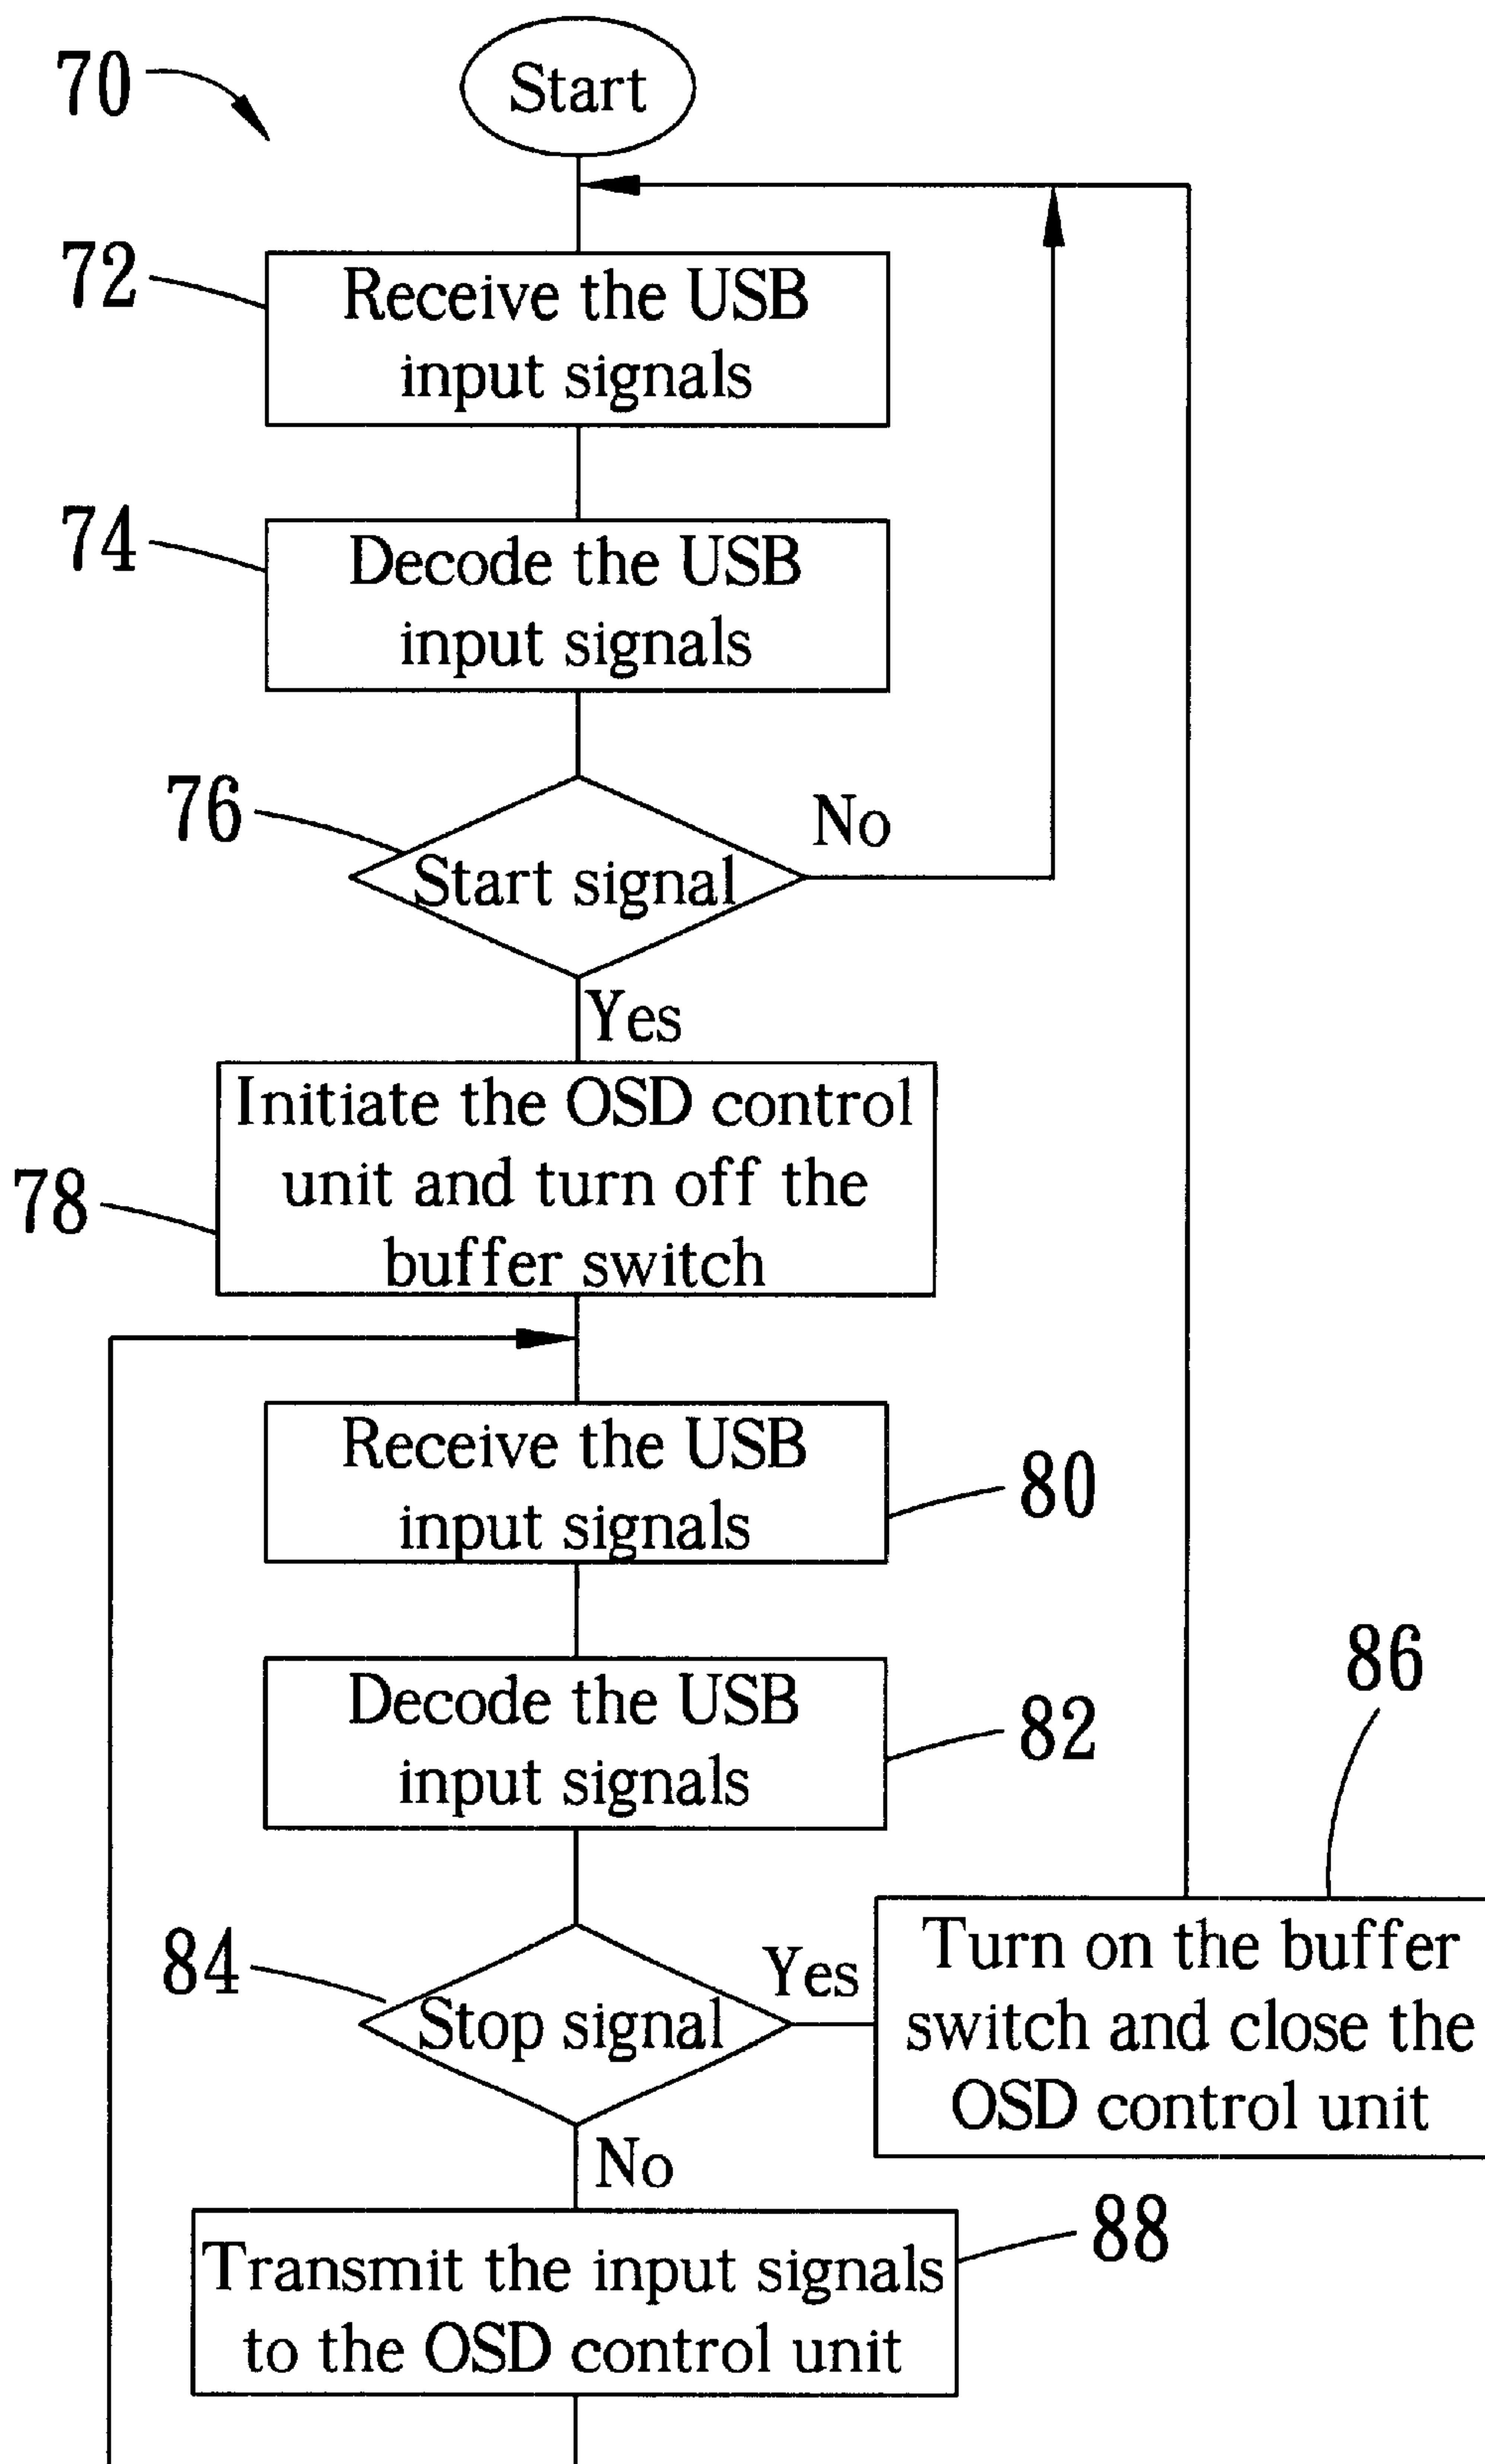 70
Start
72
Receive the USB
input signals
74
Decode the USB
input signals
76
Start signal
No
Yes
78
Initiate the OSD control
unit and turn off the
buffer switch
80
Receive the USB
input signals
82
Decode the USB
input signals
84
Stop signal
Yes
86
Turn on the buffer
switch and close the
OSD control unit
No
88
Transmit the input signals
to the OSD control unit